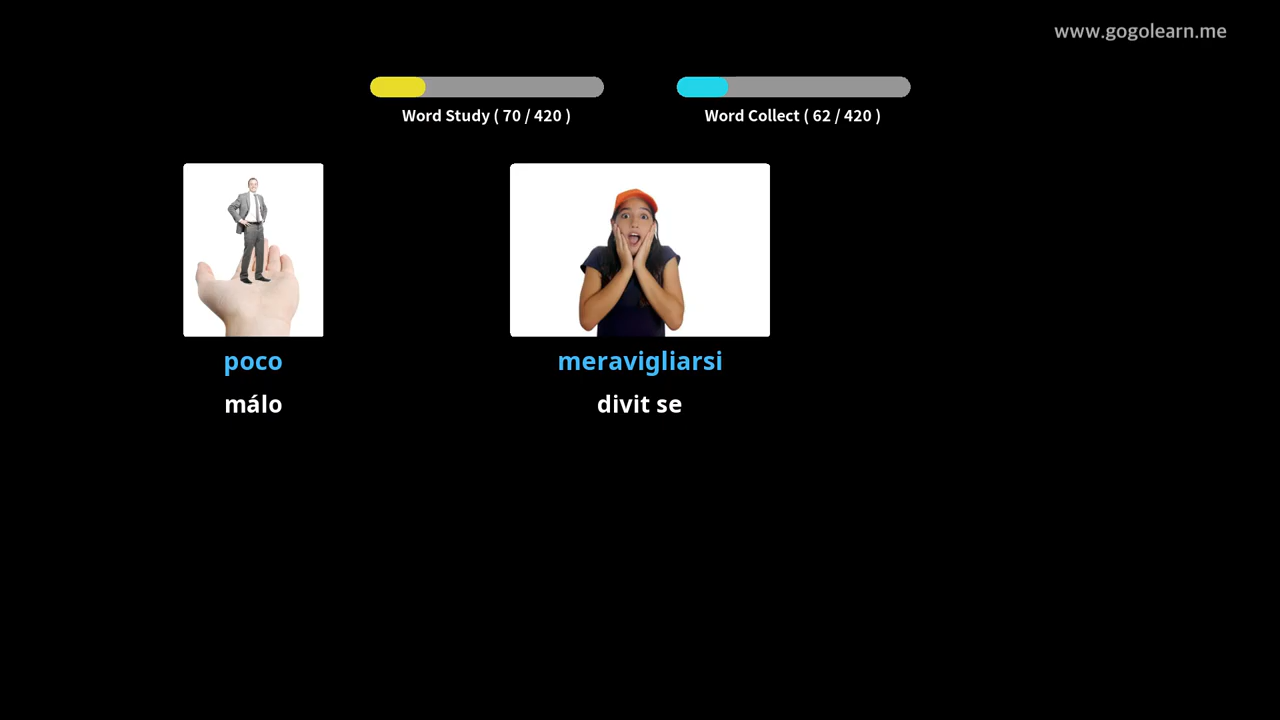 www.gogolearn.me
Word Study ( 70 / 420 )
Word Collect ( 62 / 420 )
poco
málo
meravigliarsi
divit se